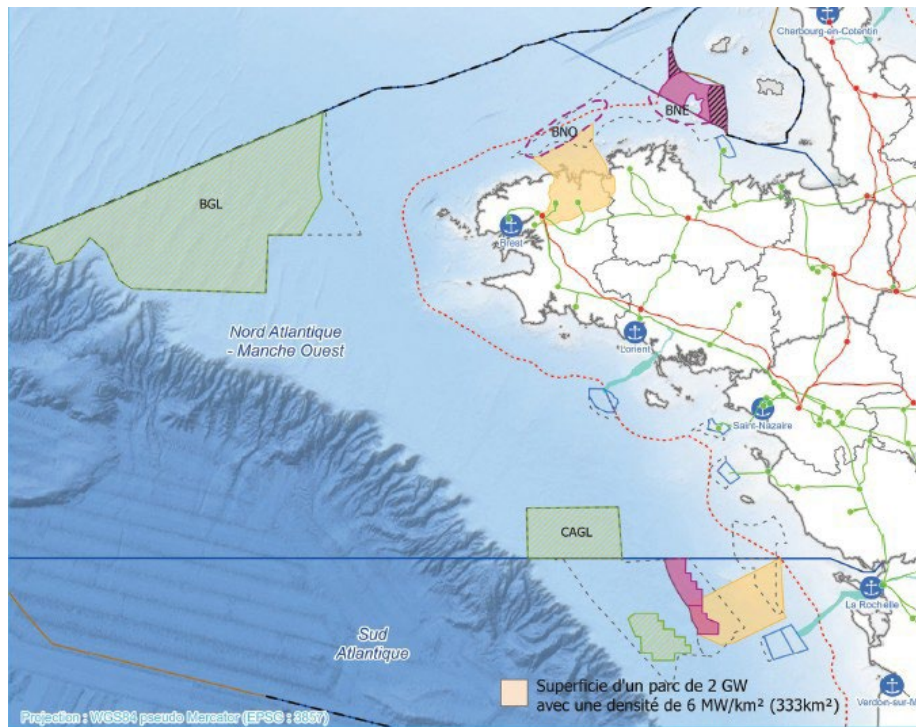 Cherbourg-en-Cotentin
BNE
BNO
BGL
Brest
Nord Atlantique
- Manche Ouest
Lorient
Saint-Nazaire
CAGL
La Rochelle
Sud
Atlantique
Superficie d'un parc de 2 GW
avec une densité de 6 MW/km² (333km²)
Verdon-sur-M
Projection : WGS84 pseudo Mercator (EPSG : 3857)